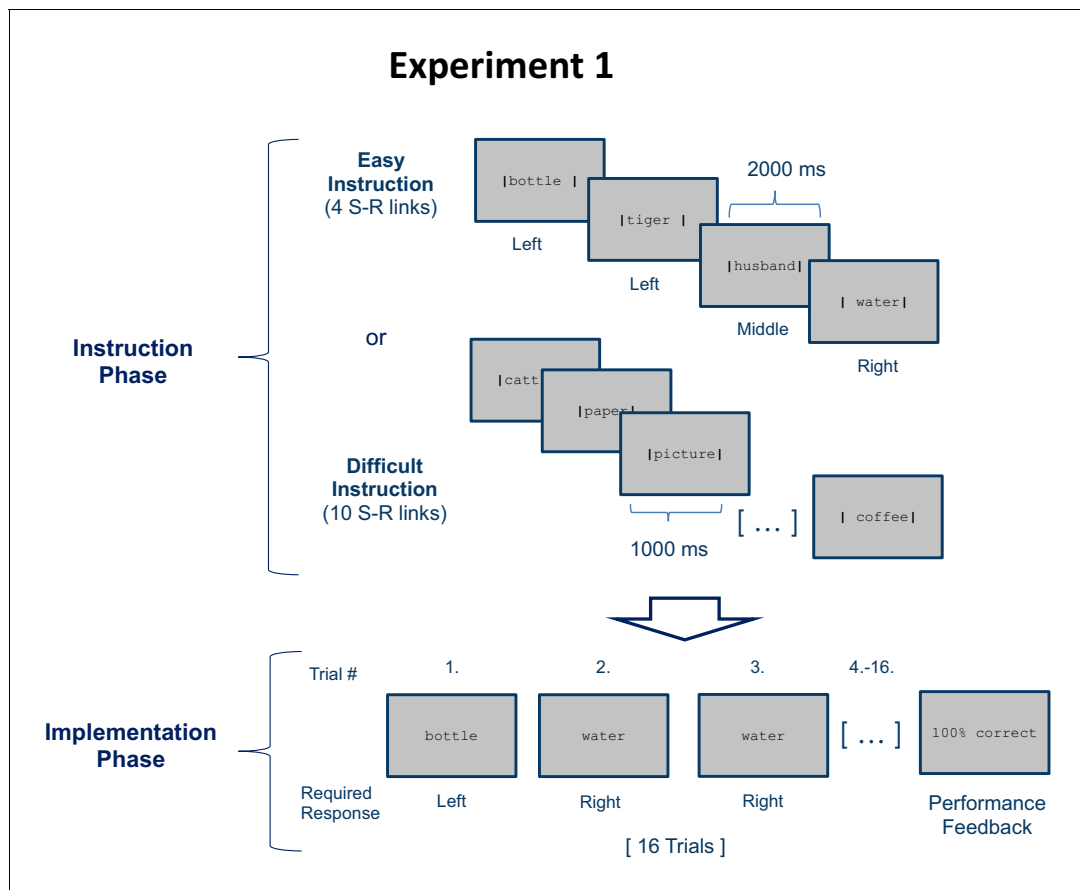 Experiment 1
Instruction
Phase
Easy
Instruction
(4 S-R links)
|bottle |
Left
|tiger |
Left
2000 ms
|husband|
Middle
| water|
Right
or
Difficult
Instruction
(10 S-R links)
|catt
|paper|
|picture|
1000 ms
[ ... ]
| coffee|
Implementation
Phase
Trial #
1.
2.
3.
4.-16.
bottle
water
water
[ ... ]
100% correct
Required
Response
Left
Right
Right
Performance
Feedback
[ 16 Trials ]